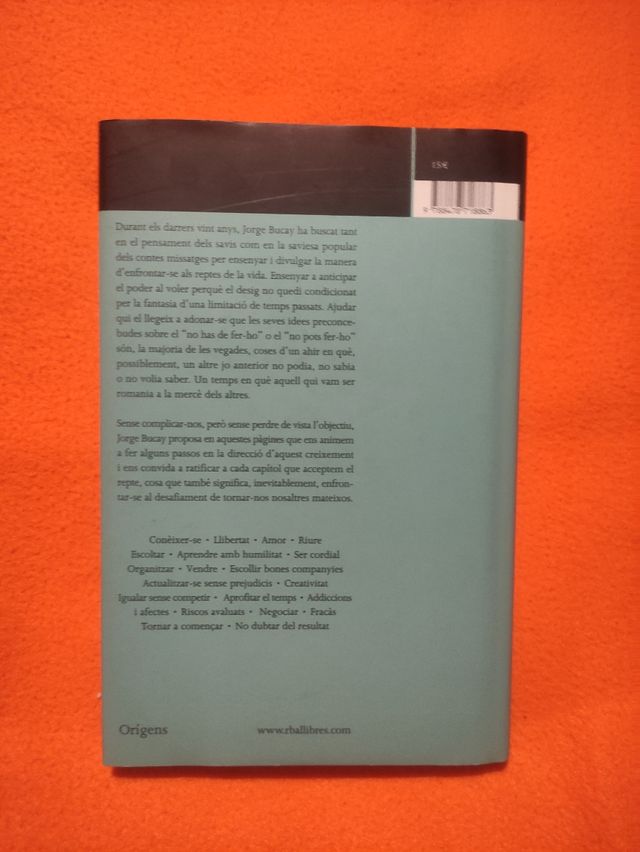 15 €
Durant els darrers vint anys, Jorge Bucay ha buscat tant
en el pensament dels savis com en la saviesa popular
dels contes missatges per ensenyar i divulgar la manera
d'enfrontar-se als reptes de la vida. Ensenyar a anticipar
el poder al voler perquè el desig no quedi condicionat
per la fantasia d'una limitació de temps passats. Ajudar
qui el llegeix a adonar-se que les seves idees preconce-
budes sobre el "no has de fer-ho" o el "no pots fer-ho"
són, la majoria de les vegades, coses d'un ahir en què,
possiblement, un altre jo anterior no podia, no sabia
o no volia saber. Un temps en què aquell qui vam ser
romania a la mercè dels altres.
Sense complicar-nos, però sense perdre de vista l'objectiu,
Jorge Bucay proposa en aquestes pàgines que ens animem
a fer alguns passos en la direcció d'aquest creixement
i ens convida a ratificar a cada capítol que acceptem el
repte, cosa que també significa, inevitablement, enfron-
tar-se al desafiament de tornar-nos nosaltres mateixos.
Conèixer-se • Llibertat • Amor • Riure
Escoltar • Aprendre amb humilitat • Ser cordial
Organitzar • Vendre • Escollir bones companyies
Actualitzar-se sense prejudicis • Creativitat
Igualar sense competir • Aprofitar el temps • Addiccions
i afectes • Riscos avaluats • Negociar • Fracàs
Tornar a començar • No dubtar del resultat
Orígens www.rballibres.com